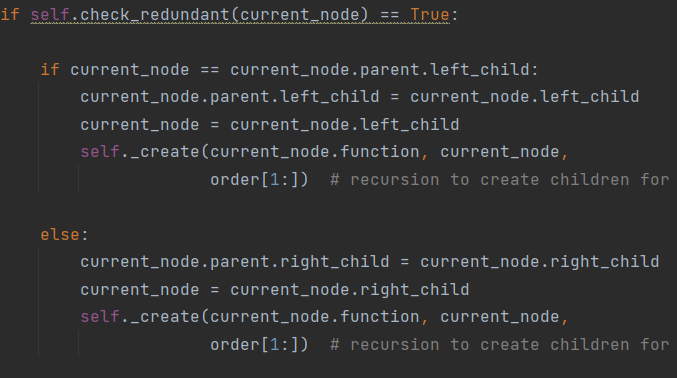 if self.check_redundant(current_node) == True:
if current_node == current_node.parent.left_child:
current_node.parent.left_child = current_node.left_child
current_node = current_node.left_child
self._create(current_node.function, current_node,
order[1:])  # recursion to create children for
else:
current_node.parent.right_child = current_node.right_child
current_node = current_node.right_child
self._create(current_node.function, current_node,
order[1:])  # recursion to create children for